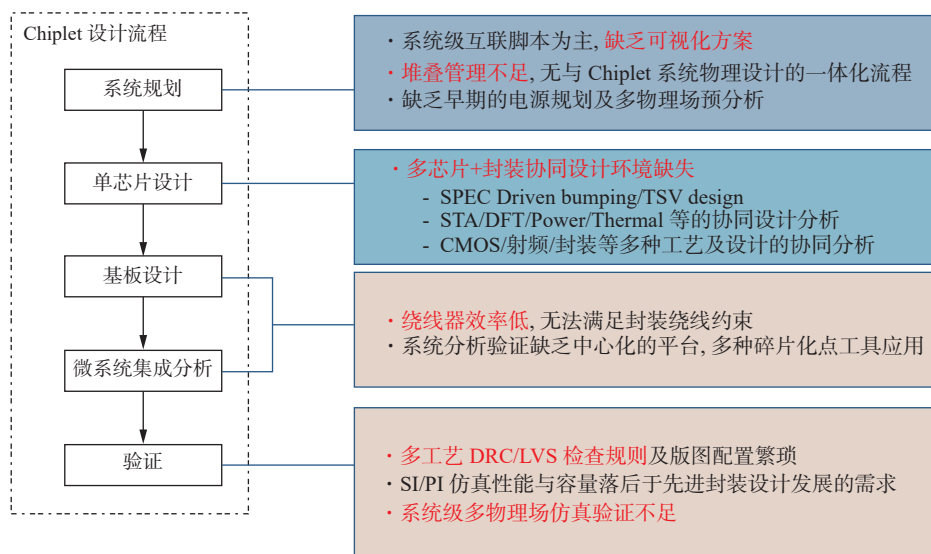 Chiplet 设计流程
系统规划
单芯片设计
基板设计
微系统集成分析
验证
· 系统级互联脚本为主, 缺乏可视化方案
· 堆叠管理不足, 无与 Chiplet 系统物理设计的一体化流程
· 缺乏早期的电源规划及多物理场预分析
· 多芯片+封装协同设计环境缺失
- SPEC Driven bumping/TSV design
- STA/DFT/Power/Thermal 等的协同设计分析
- CMOS/射频/封装等多种工艺及设计的协同分析
· 绕线器效率低, 无法满足封装绕线约束
· 系统分析验证缺乏中心化的平台, 多种碎片化点工具应用
· 多工艺 DRC/LVS 检查规则及版图配置繁琐
· SI/PI 仿真性能与容量落后于先进封装设计发展的需求
· 系统级多物理场仿真验证不足